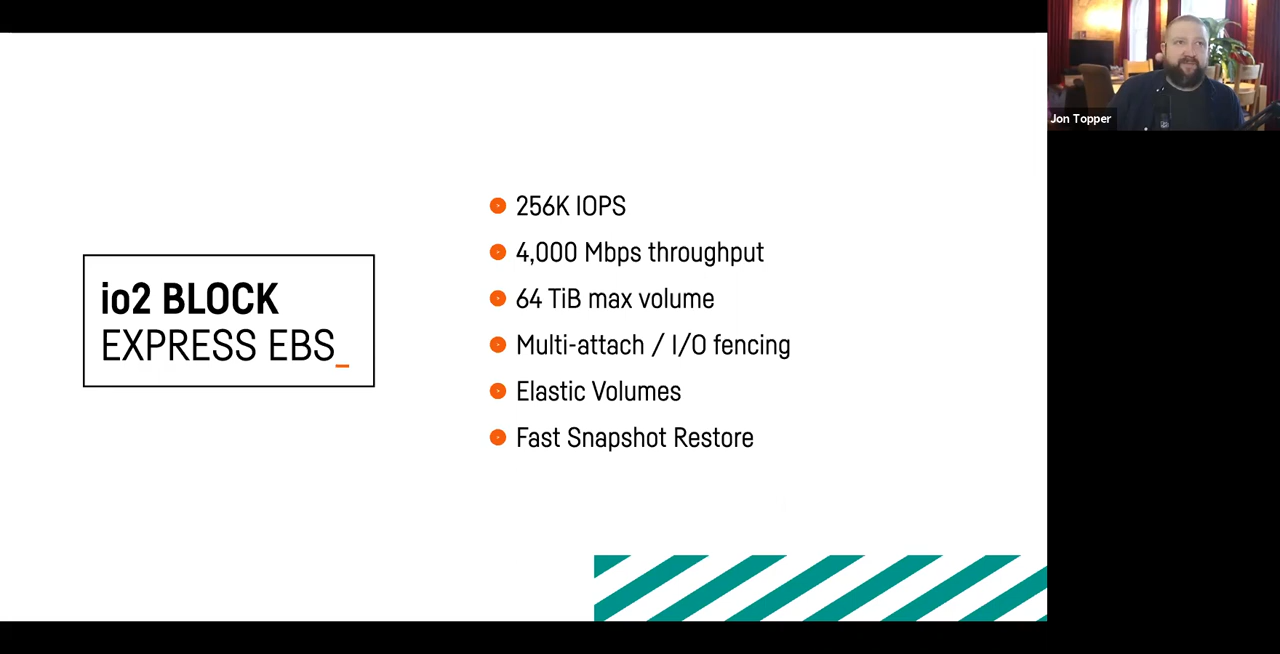 io2 BLOCK
EXPRESS EBS_
256K IOPS
4,000 Mbps throughput
64 TiB max volume
Multi-attach / I/O fencing
Elastic Volumes
Fast Snapshot Restore
Jon Topper